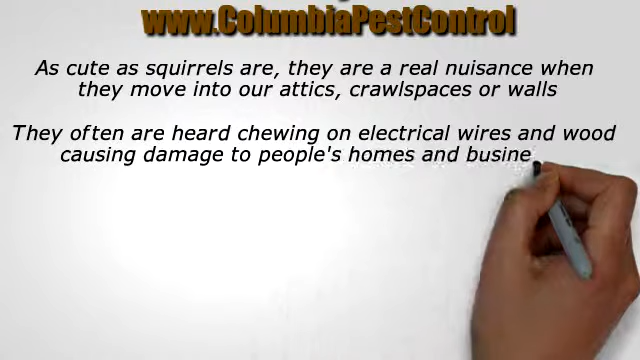 www.ColumbiaPestControl
As cute as squirrels are, they are a real nuisance when
they move into our attics, crawlspaces or walls
They often are heard chewing on electrical wires and wood
causing damage to people's homes and busine